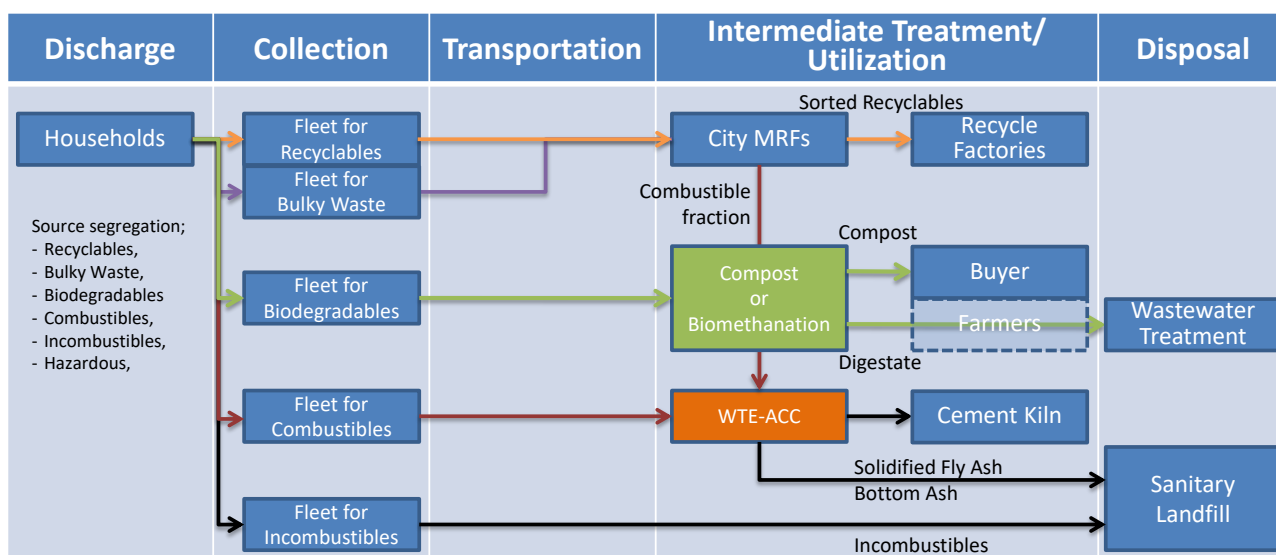 Discharge
Collection
Transportation
Intermediate Treatment/
Utilization
Disposal
Households
Source segregation;
- Recyclables,
- Bulky Waste,
- Biodegradables
- Combustibles,
- Incombustibles,
- Hazardous,
Fleet for
Recyclables
Fleet for
Bulky Waste
Fleet for
Biodegradables
Fleet for
Combustibles
Fleet for
Incombustibles
City MRFs
Sorted Recyclables
Recycle
Factories
Combustible
fraction
Compost
or
Biomethanation
Compost
Buyer
Farmers
Digestate
Wastewater
Treatment
WTE-ACC
Cement Kiln
Solidified Fly Ash
Bottom Ash
Incombustibles
Sanitary
Landfill